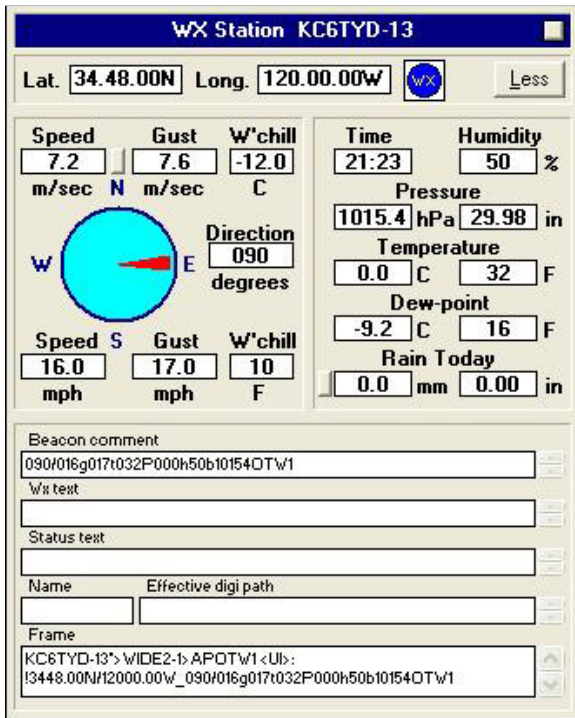 WX Station KC6TYD-13
Lat. 34.48.00N Long. 120.00.00W WX Less
Speed Gust W'chill
7.2 7.6 -12.0
m/sec N m/sec C
W E
Direction
090
degrees
Speed S Gust W'chill
16.0 17.0 10
mph mph F
Time Humidity
21:23 50 %
Pressure
1015.4 hPa 29.98 in
Temperature
0.0 C 32 F
Dew-point
-9.2 C 16 F
Rain Today
0.0 mm 0.00 in
Beacon comment
090/016g017t032P000h50b10154OTW1
Wx text
Status text
Name Effective digi path
Frame
KC6TYD-13*>WIDE2-1>APOTW1<UI>:
!3448.00N/12000.00W_090/016g017t032P000h50b10154OTW1